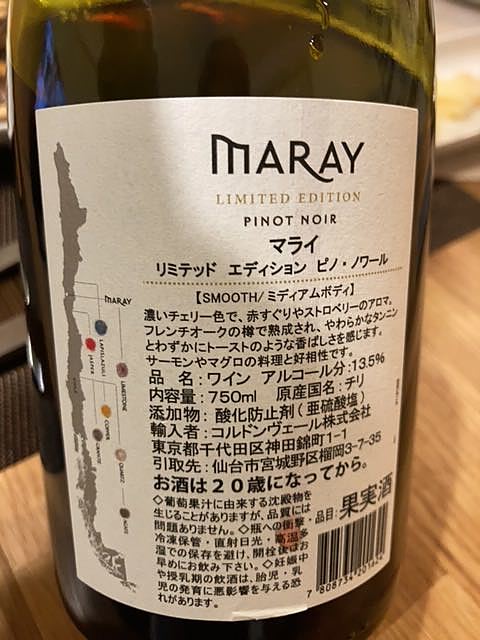 MARAY
LIMITED EDITION
PINOT NOIR
マライ
リミテッド エディション ピノ・ノワール
【SMOOTH/ミディアムボディ】
濃いチェリー色で、赤すぐりやストロベリーのアロマ。
フレンチオークの樽で熟成され、やわらかなタンニン
とわずかにトーストのような香ばしさを感じます。
サーモンやマグロの料理と好相性です。
品 名：ワイン アルコール分：13.5%
内容量：750ml 原産国名：チリ
添加物：酸化防止剤（亜硫酸塩）
輸入者：コルドンヴェール株式会社
東京都千代田区神田錦町1-1
引取先：仙台市宮城野区榴岡3-7-35
お酒は20歳になってから。
◇葡萄果汁に由来する沈殿物を
生じることがありますが、品質には
問題ありません。◇瓶への衝撃・
冷凍保管・直射日光・高温多
湿での保存を避け、開栓後はお
早めにお飲み下さい。◇妊娠中
や授乳期の飲酒は、胎児・乳
児の発育に悪影響を与える恐
れがあります。
品目：果実酒
MARAY
LAPISLAZULI
JASPER
LIMESTONE
COPPER
GRANITE
QUARTZ